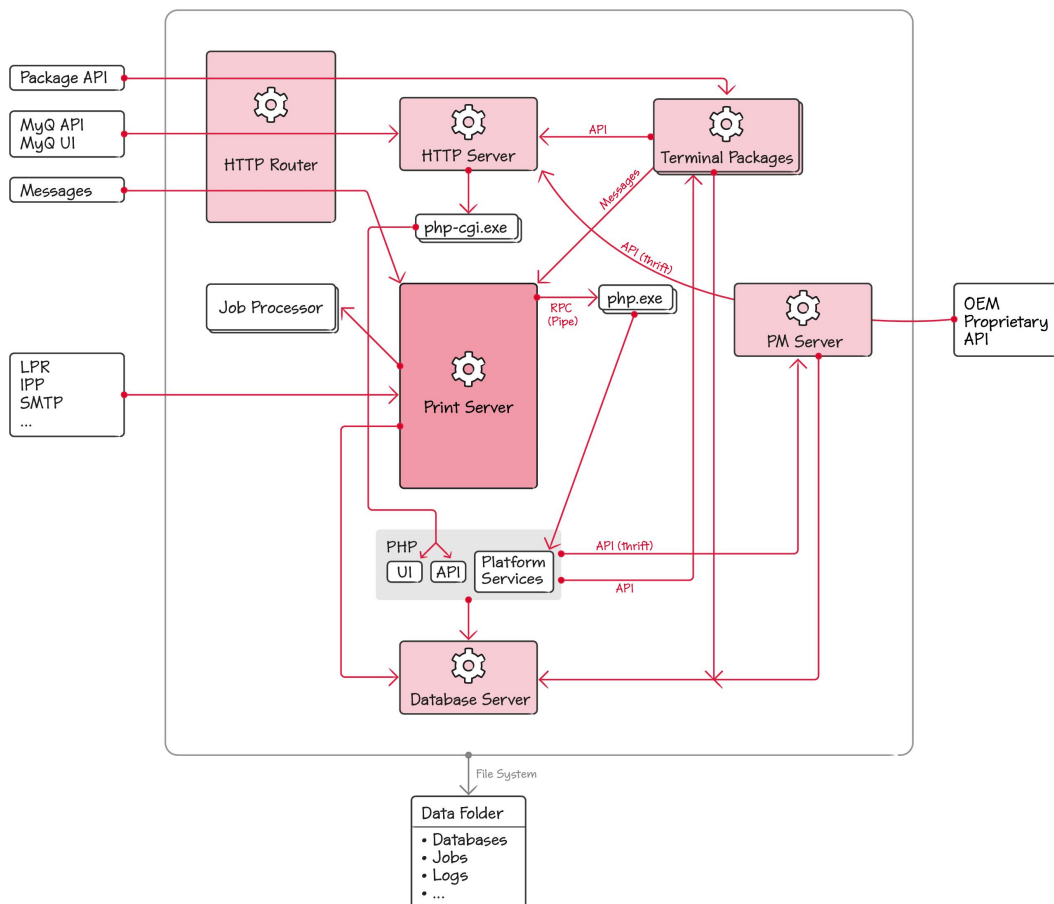 Package API
MyQ API
MyQ UI
Messages
HTTP Router
HTTP Server
API
Terminal Packages
Messages
php-cgi.exe
API (thrift)
Job Processor
RPC
(Pipe)
php.exe
PM Server
OEM
Proprietary
API
LPR
IPP
SMTP
...
Print Server
PHP
UI
API
Platform
Services
API (thrift)
API
Database Server
File System
Data Folder
• Databases
• Jobs
• Logs
• ...